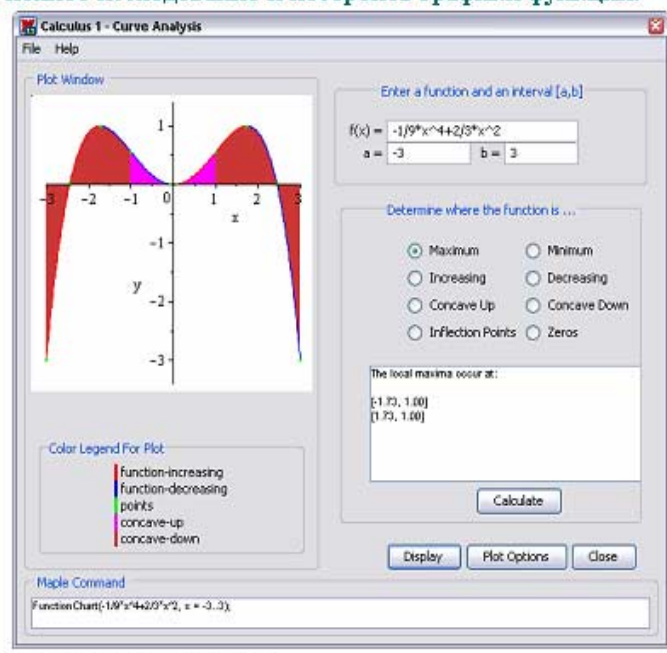 Calculus 1 - Curve Analysis
File Help
Plot Window
1
-3 -2 -1 0 1 2 3
x
-1
y
-2
-3
Color Legend For Plot
function-increasing
function-decreasing
points
concave-up
concave-down
Enter a function and an interval [a,b]
f(x) = -1/9*x^4+2/3*x^2
a = -3 b = 3
Determine where the function is ...
Maximum Minimum
Increasing Decreasing
Concave Up Concave Down
Inflection Points Zeros
The local maxima occur at:
[-1.73, 1.00]
[1.73, 1.00]
Calculate
Display Plot Options Close
Maple Command
FunctionChart(-1/9*x^4+2/3*x^2, x = -3..3);